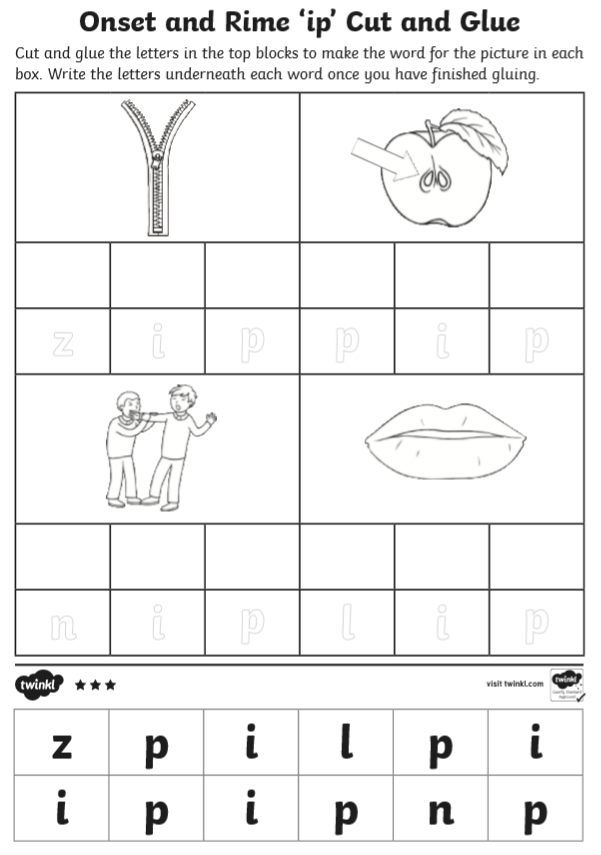 Onset and Rime ‘ip’ Cut and Glue
Cut and glue the letters in the top blocks to make the word for the picture in each
box. Write the letters underneath each word once you have finished gluing.
z i p p i p
n i p l i p
twinkl visit twinkl.com twinkl
z p i l p i
i p i p n p